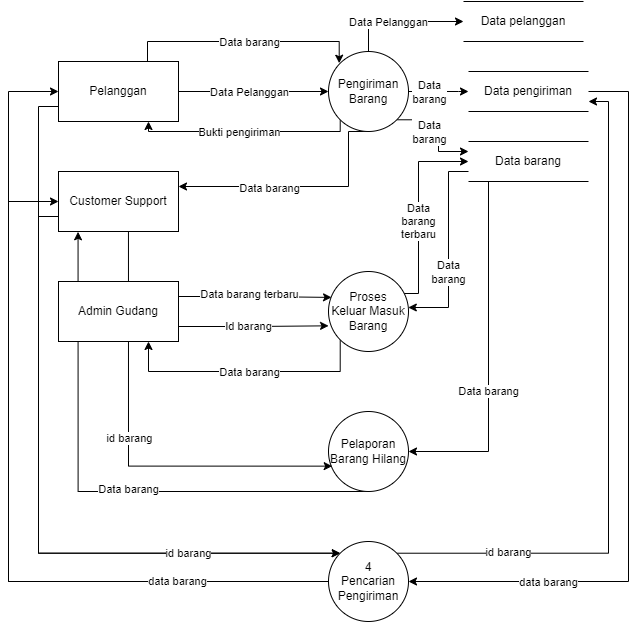 Data Pelanggan
Data pelanggan
Data barang
Pelanggan
Data Pelanggan
Pengiriman
Barang
Data
barang
Data pengiriman
Bukti pengiriman
Data
barang
Data barang
Data barang
Customer Support
Data
barang
terbaru
Data
barang
Admin Gudang
Data barang terbaru
Id barang
Proses
Keluar Masuk
Barang
Data barang
Data barang
id barang
Pelaporan
Barang Hilang
Data barang
id barang
id barang
4
Pencarian
Pengiriman
data barang
data barang